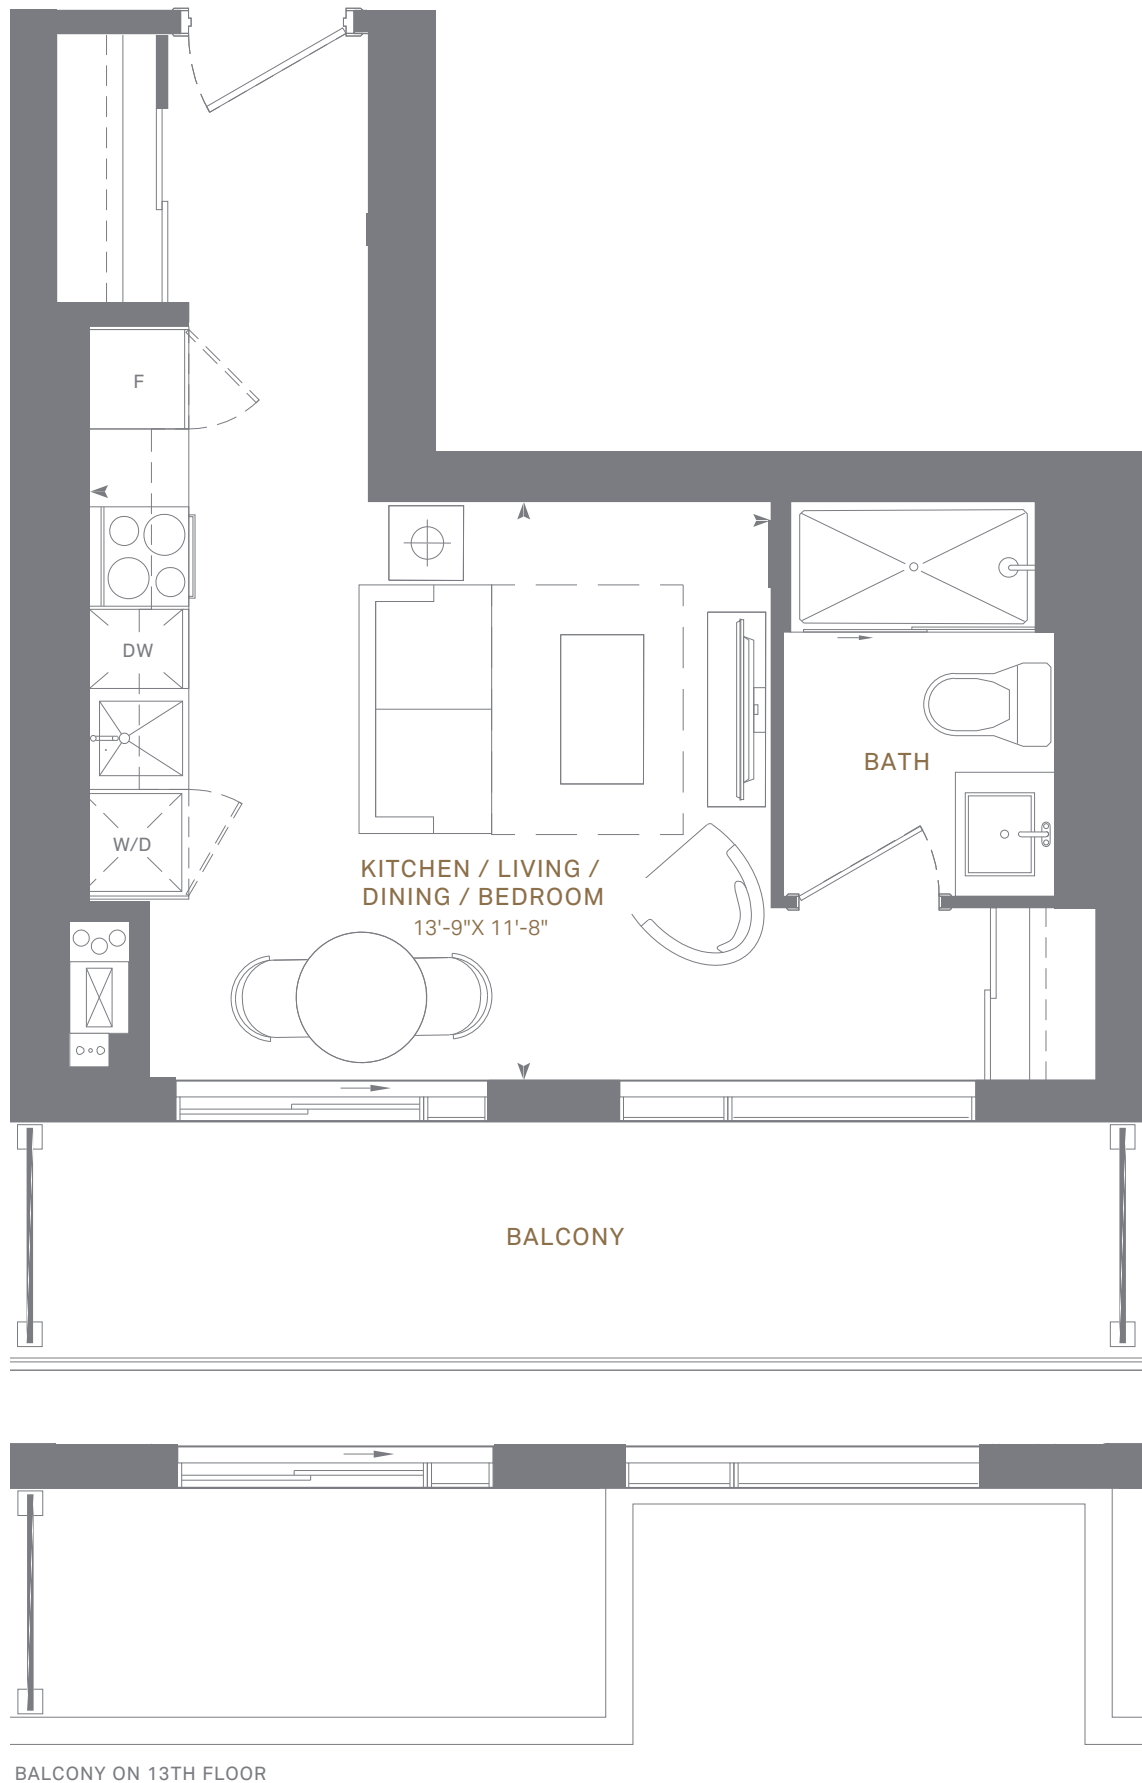 F
DW
BATH
W/D
KITCHEN / LIVING /
DINING / BEDROOM
13'-9"X 11'-8"
BALCONY
BALCONY ON 13TH FLOOR